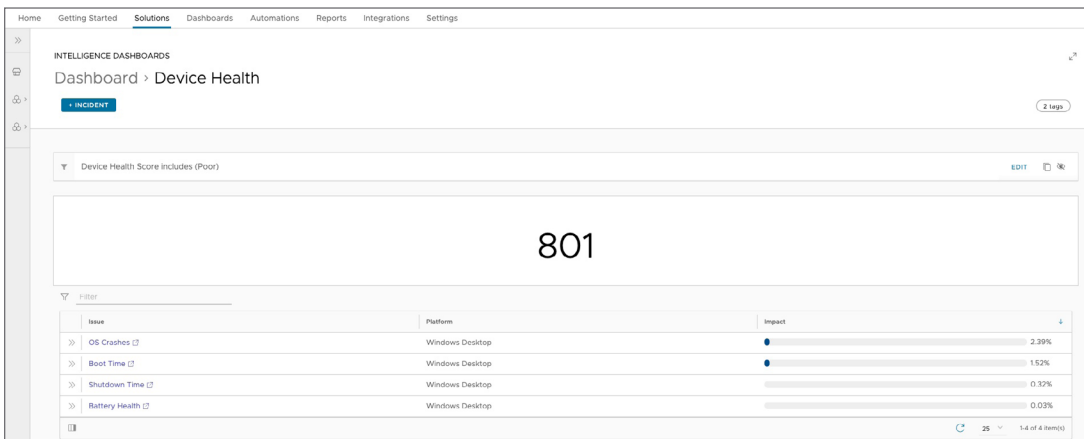 Home Getting Started Solutions Dashboards Automations Reports Integrations Settings
INTELLIGENCE DASHBOARDS
Dashboard › Device Health
+ INCIDENT
2 tags
Device Health Score includes (Poor)
EDIT
801
Filter
Issue Platform Impact
OS Crashes Windows Desktop 2.39%
Boot Time Windows Desktop 1.52%
Shutdown Time Windows Desktop 0.32%
Battery Health Windows Desktop 0.03%
25 1-4 of 4 item(s)